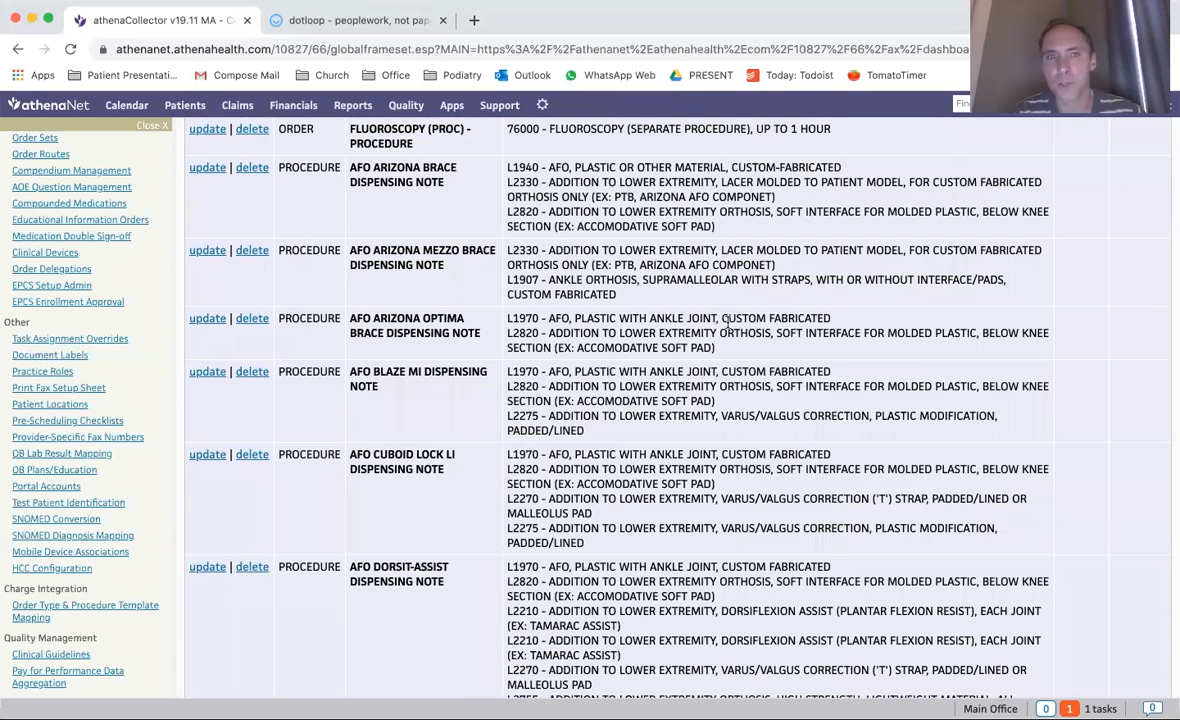 athenaCollector v19.11 MA - C
dotloop - peoplework, not pap
athenanet.athenahealth.com/10827/66/globalframeset.esp?MAIN=https%3A%2F%2Fathenanet%2Eathenahealth%2Ecom%2F10827%2F66%2Fax%2Fdashboa
Apps
Patient Presentati...
Compose Mail
Church
Office
Podiatry
Outlook
WhatsApp Web
PRESENT
Today: Todoist
TomatoTimer
athenaNet
Calendar
Patients
Claims
Financials
Reports
Quality
Apps
Support
Fin
Close X
Order Sets
Order Routes
Compendium Management
AOE Question Management
Compounded Medications
Educational Information Orders
Medication Double Sign-off
Clinical Devices
Order Delegations
EPCS Setup Admin
EPCS Enrollment Approval
Other
Task Assignment Overrides
Document Labels
Practice Roles
Print Fax Setup Sheet
Patient Locations
Pre-Scheduling Checklists
Provider-Specific Fax Numbers
OB Lab Result Mapping
OB Plans/Education
Portal Accounts
Test Patient Identification
SNOMED Conversion
SNOMED Diagnosis Mapping
Mobile Device Associations
HCC Configuration
Charge Integration
Order Type & Procedure Template
Mapping
Quality Management
Clinical Guidelines
Pay for Performance Data
Aggregation
update | delete
ORDER
FLUOROSCOPY (PROC) -
PROCEDURE
76000 - FLUOROSCOPY (SEPARATE PROCEDURE), UP TO 1 HOUR
update | delete
PROCEDURE
AFO ARIZONA BRACE
DISPENSING NOTE
L1940 - AFO, PLASTIC OR OTHER MATERIAL, CUSTOM-FABRICATED
L2330 - ADDITION TO LOWER EXTREMITY, LACER MOLDED TO PATIENT MODEL, FOR CUSTOM FABRICATED
ORTHOSIS ONLY (EX: PTB, ARIZONA AFO COMPONET)
L2820 - ADDITION TO LOWER EXTREMITY ORTHOSIS, SOFT INTERFACE FOR MOLDED PLASTIC, BELOW KNEE
SECTION (EX: ACCOMODATIVE SOFT PAD)
update | delete
PROCEDURE
AFO ARIZONA MEZZO BRACE
DISPENSING NOTE
L2330 - ADDITION TO LOWER EXTREMITY, LACER MOLDED TO PATIENT MODEL, FOR CUSTOM FABRICATED
ORTHOSIS ONLY (EX: PTB, ARIZONA AFO COMPONET)
L1907 - ANKLE ORTHOSIS, SUPRAMALLEOLAR WITH STRAPS, WITH OR WITHOUT INTERFACE/PADS,
CUSTOM FABRICATED
update | delete
PROCEDURE
AFO ARIZONA OPTIMA
BRACE DISPENSING NOTE
L1970 - AFO, PLASTIC WITH ANKLE JOINT, CUSTOM FABRICATED
L2820 - ADDITION TO LOWER EXTREMITY ORTHOSIS, SOFT INTERFACE FOR MOLDED PLASTIC, BELOW KNEE
SECTION (EX: ACCOMODATIVE SOFT PAD)
update | delete
PROCEDURE
AFO BLAZE MI DISPENSING
NOTE
L1970 - AFO, PLASTIC WITH ANKLE JOINT, CUSTOM FABRICATED
L2820 - ADDITION TO LOWER EXTREMITY ORTHOSIS, SOFT INTERFACE FOR MOLDED PLASTIC, BELOW KNEE
SECTION (EX: ACCOMODATIVE SOFT PAD)
L2275 - ADDITION TO LOWER EXTREMITY, VARUS/VALGUS CORRECTION, PLASTIC MODIFICATION,
PADDED/LINED
update | delete
PROCEDURE
AFO CUBOID LOCK LI
DISPENSING NOTE
L1970 - AFO, PLASTIC WITH ANKLE JOINT, CUSTOM FABRICATED
L2820 - ADDITION TO LOWER EXTREMITY ORTHOSIS, SOFT INTERFACE FOR MOLDED PLASTIC, BELOW KNEE
SECTION (EX: ACCOMODATIVE SOFT PAD)
L2270 - ADDITION TO LOWER EXTREMITY, VARUS/VALGUS CORRECTION ('T') STRAP, PADDED/LINED OR
MALLEOLUS PAD
L2275 - ADDITION TO LOWER EXTREMITY, VARUS/VALGUS CORRECTION, PLASTIC MODIFICATION,
PADDED/LINED
update | delete
PROCEDURE
AFO DORSIT-ASSIST
DISPENSING NOTE
L1970 - AFO, PLASTIC WITH ANKLE JOINT, CUSTOM FABRICATED
L2820 - ADDITION TO LOWER EXTREMITY ORTHOSIS, SOFT INTERFACE FOR MOLDED PLASTIC, BELOW KNEE
SECTION (EX: ACCOMODATIVE SOFT PAD)
L2210 - ADDITION TO LOWER EXTREMITY, DORSIFLEXION ASSIST (PLANTAR FLEXION RESIST), EACH JOINT
(EX: TAMARAC ASSIST)
L2210 - ADDITION TO LOWER EXTREMITY, DORSIFLEXION ASSIST (PLANTAR FLEXION RESIST), EACH JOINT
(EX: TAMARAC ASSIST)
L2270 - ADDITION TO LOWER EXTREMITY, VARUS/VALGUS CORRECTION ('T') STRAP, PADDED/LINED OR
MALLEOLUS PAD
Main Office
0
1
1 tasks
0